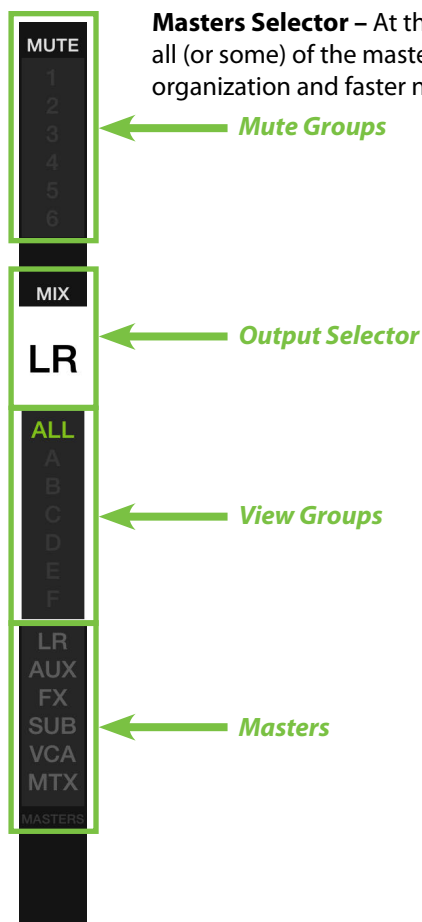 Masters Selector – At th
all (or some) of the maste
organization and faster n
MUTE
1
2
3
4
5
6
Mute Groups
MIX
LR
Output Selector
ALL
A
B
C
D
E
F
View Groups
LR
AUX
FX
SUB
VCA
MTX
MASTERS
Masters